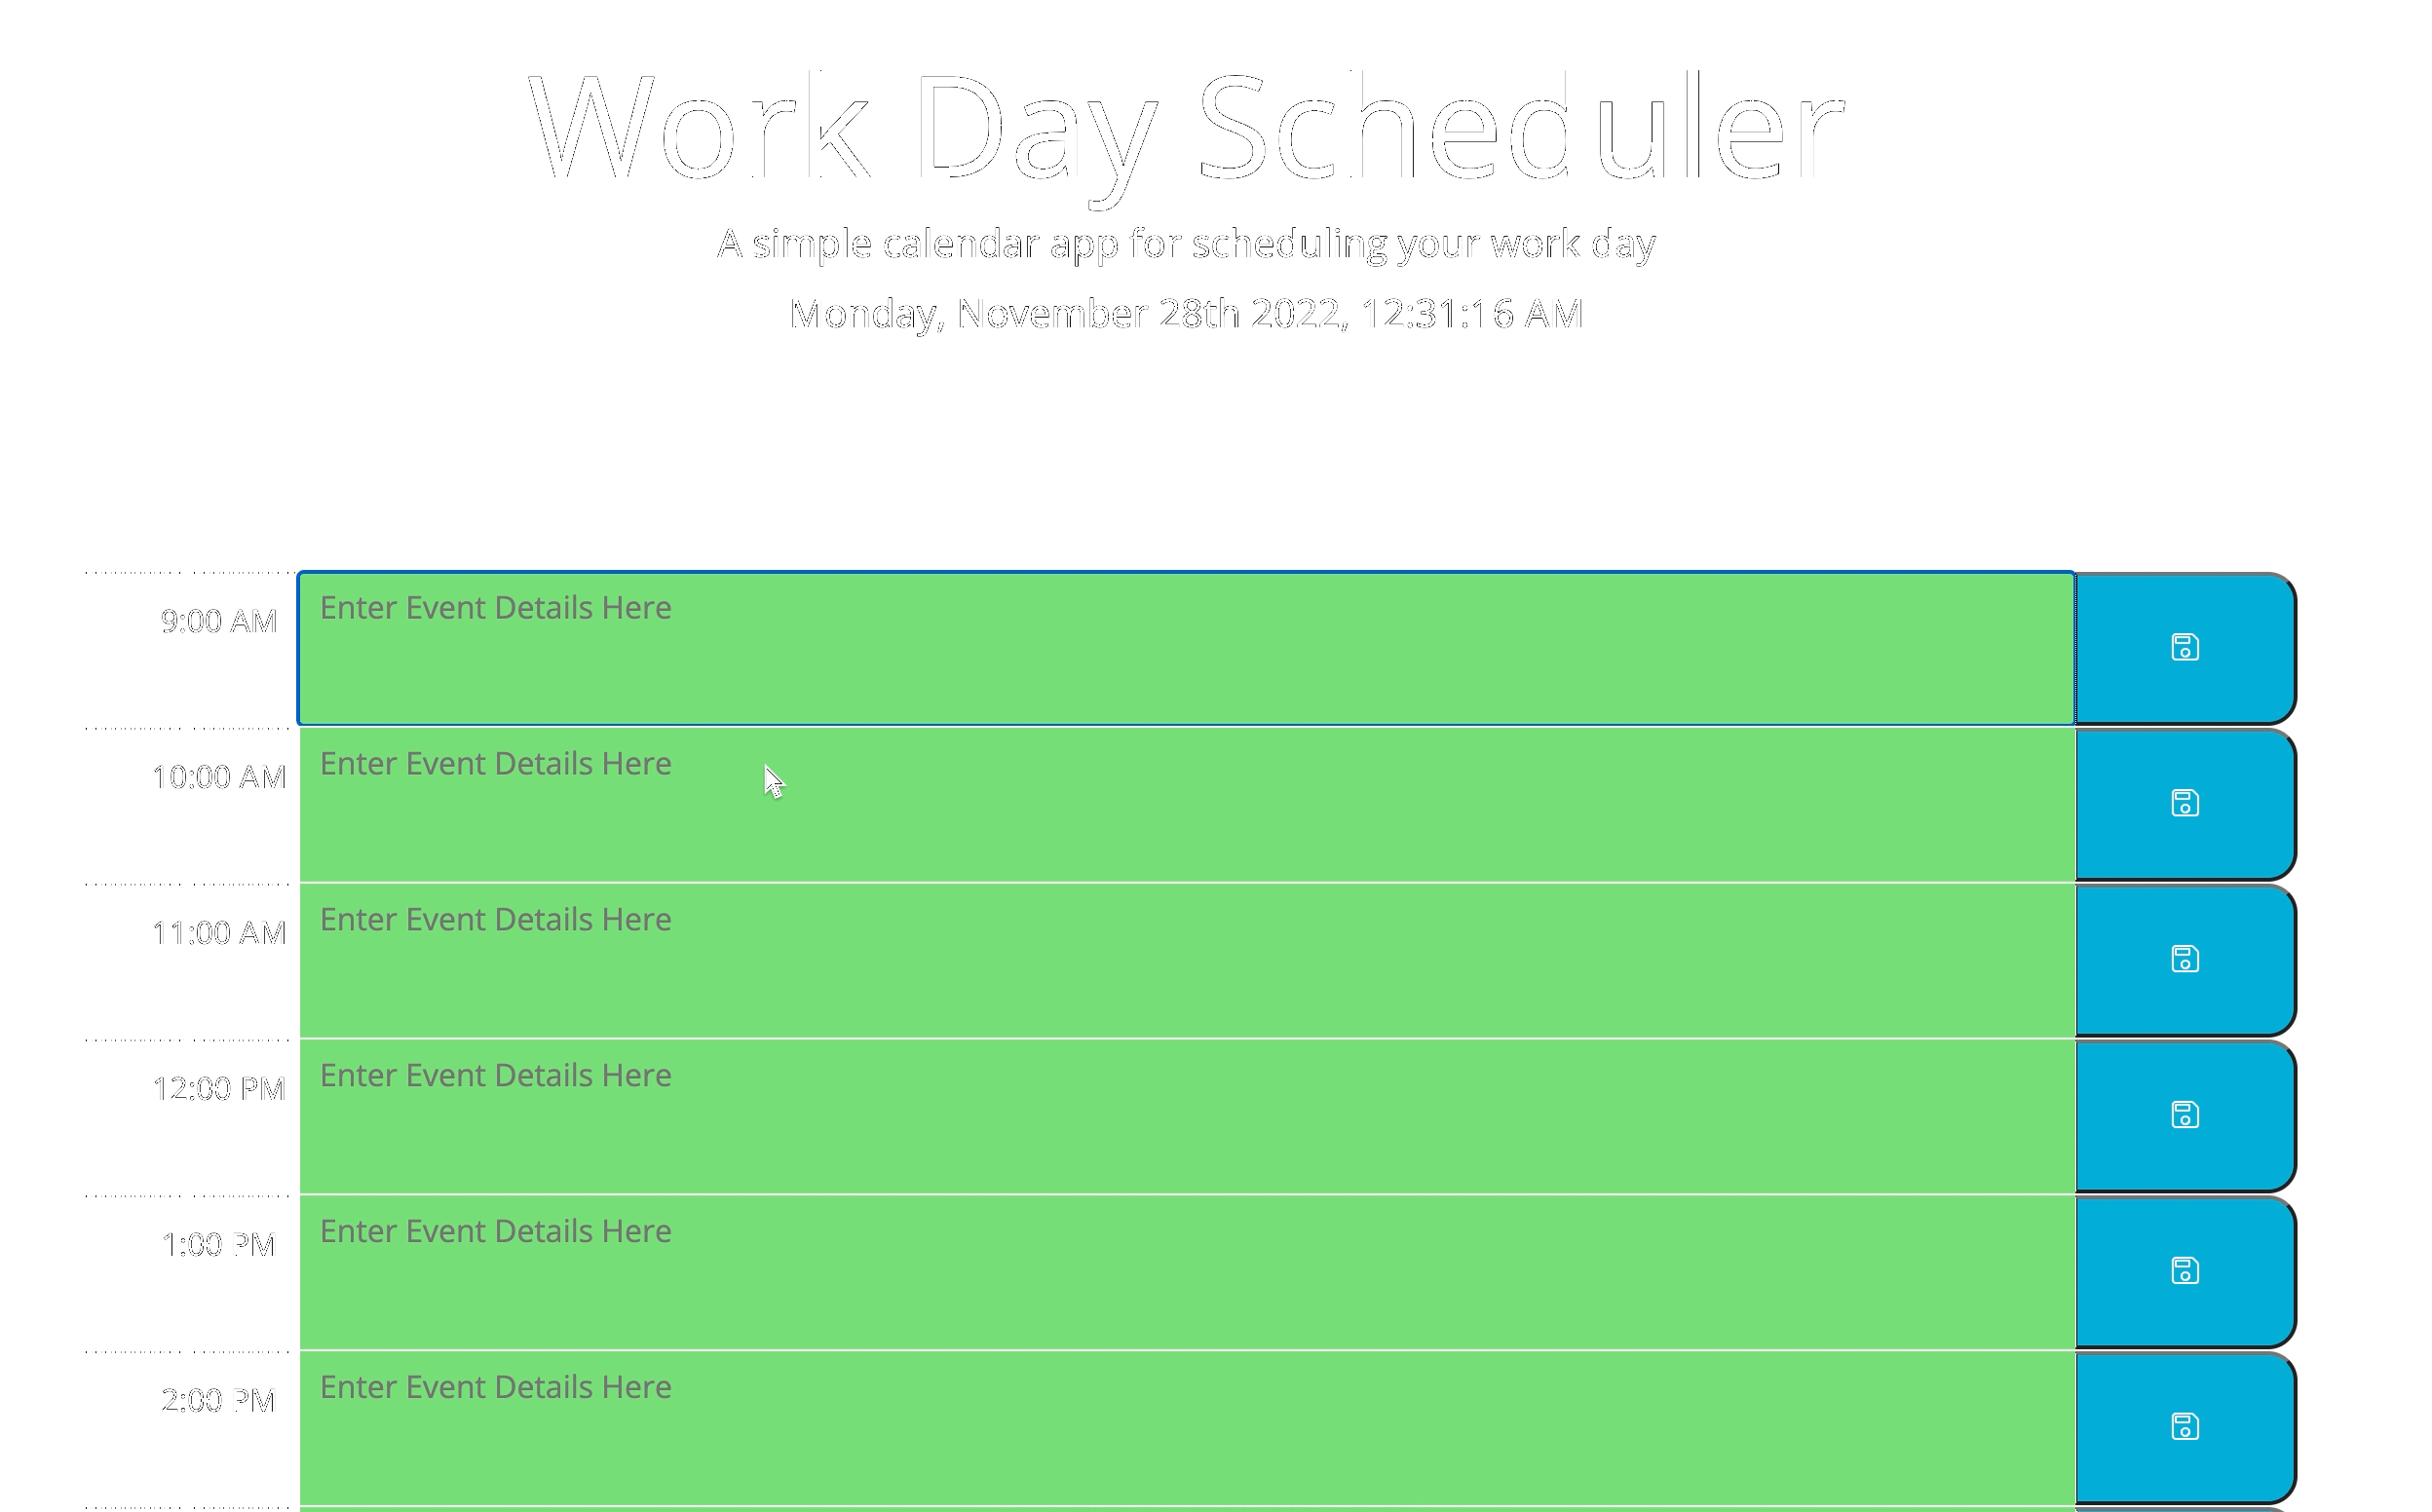 Work Day Scheduler
A simple calendar app for scheduling your work day
Monday, November 28th 2022, 12:31:16 AM
9:00 AM Enter Event Details Here
10:00 AM Enter Event Details Here
11:00 AM Enter Event Details Here
12:00 PM Enter Event Details Here
1:00 PM Enter Event Details Here
2:00 PM Enter Event Details Here